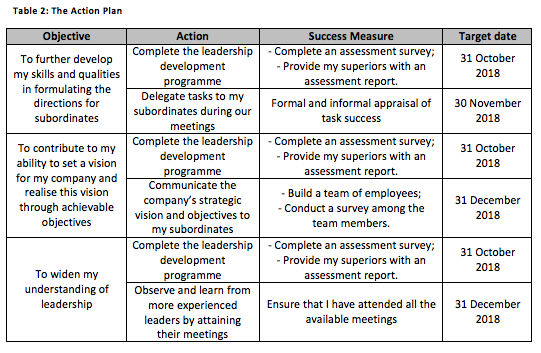 Table 2: The Action Plan
Objective Action Success Measure Target date
To further develop
my skills and qualities
in formulating the
directions for
subordinates
Complete the leadership
development
programme
- Complete an assessment survey;
- Provide my superiors with an
assessment report.
31 October
2018
Delegate tasks to my
subordinates during our
meetings
Formal and informal appraisal of
task success
30 November
2018
To contribute to my
ability to set a vision
for my company and
realise this vision
through achievable
objectives
Complete the leadership
development
programme
- Complete an assessment survey;
- Provide my superiors with an
assessment report.
31 October
2018
Communicate the
company's strategic
vision and objectives to
my subordinates
- Build a team of employees;
- Conduct a survey among the
team members.
31 December
2018
To widen my
understanding of
leadership
Complete the leadership
development
programme
- Complete an assessment survey;
- Provide my superiors with an
assessment report.
31 October
2018
Observe and learn from
more experienced
leaders by attaining
their meetings
Ensure that I have attended all the
available meetings
31 December
2018